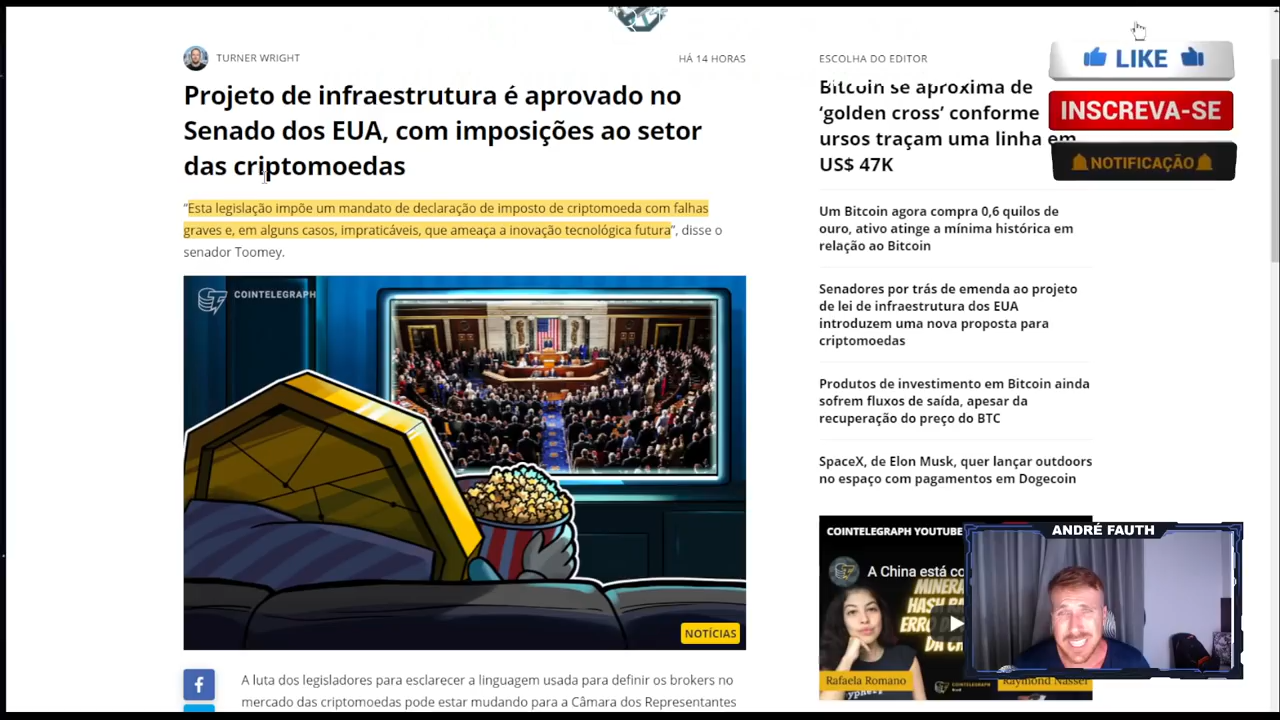 TURNER WRIGHT
HÁ 14 HORAS
Projeto de infraestrutura é aprovado no
Senado dos EUA, com imposições ao setor
das criptomoedas
“Esta legislação impõe um mandato de declaração de imposto de criptomoeda com falhas
graves e, em alguns casos, impraticáveis, que ameaça a inovação tecnológica futura”, disse o
senador Toomey.
COINTELEGRAPH
NOTÍCIAS
A luta dos legisladores para esclarecer a linguagem usada para definir os brokers no
mercado das criptomoedas pode estar mudando para a Câmara dos Representantes
ESCOLHA DO EDITOR
Bitcoin se aproxima de
‘golden cross’ conforme
ursos traçam uma linha em
US$ 47K
Um Bitcoin agora compra 0,6 quilos de
ouro, ativo atinge a mínima histórica em
relação ao Bitcoin
Senadores por trás de emenda ao projeto
de lei de infraestrutura dos EUA
introduzem uma nova proposta para
criptomoedas
Produtos de investimento em Bitcoin ainda
sofrem fluxos de saída, apesar da
recuperação do preço do BTC
SpaceX, de Elon Musk, quer lançar outdoors
no espaço com pagamentos em Dogecoin
COINTELEGRAPH YOUTUBE
A China está co
MINERA
HASH
DA
Rafaela Romano
Raymond Nasser
LIKE
INSCREVA-SE
NOTIFICAÇÃO
ANDRÉ FAUTH